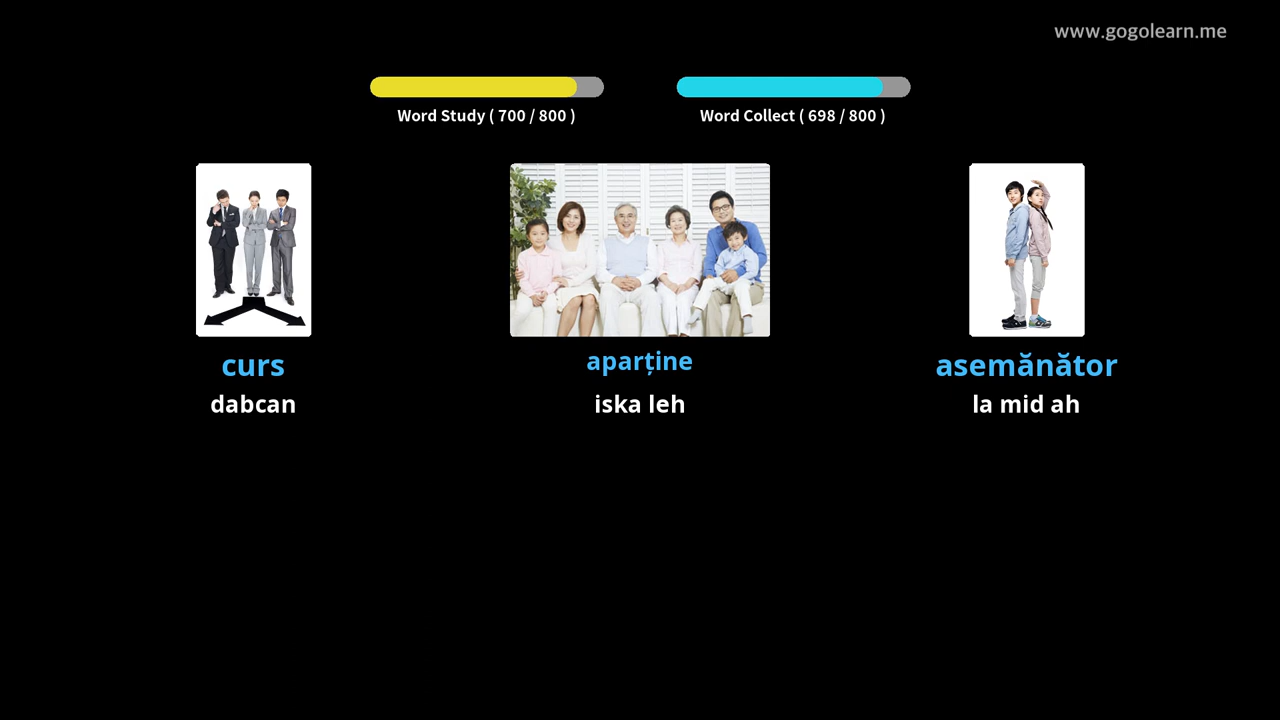 www.gogolearn.me
Word Study ( 700 / 800 )
Word Collect ( 698 / 800 )
curs
aparține
asemănător
dabcan
iska leh
la mid ah